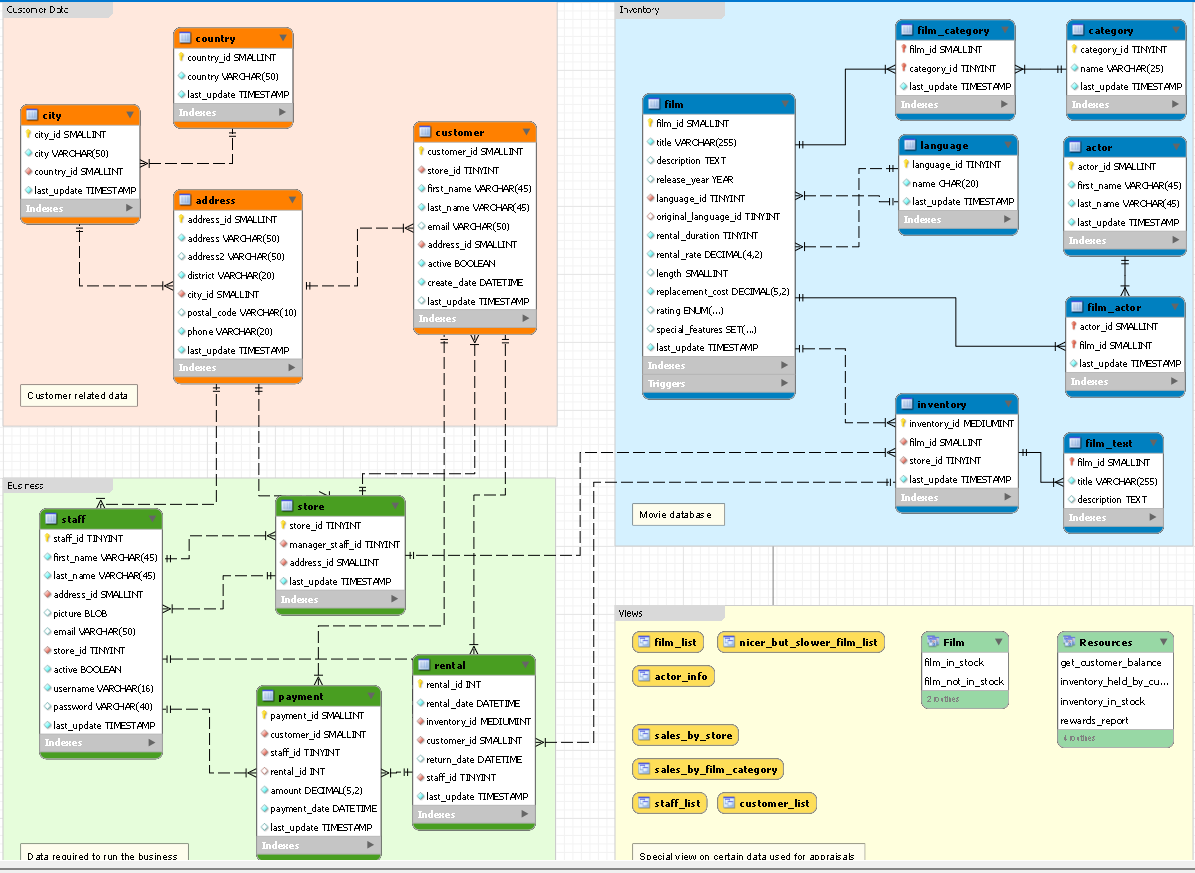 Customer Data
country
country_id SMALLINT
country VARCHAR(50)
last_update TIMESTAMP
Indexes
city
city_id SMALLINT
city VARCHAR(50)
country_id SMALLINT
last_update TIMESTAMP
Indexes
address
address_id SMALLINT
address VARCHAR(50)
address2 VARCHAR(50)
district VARCHAR(20)
city_id SMALLINT
postal_code VARCHAR(10)
phone VARCHAR(20)
last_update TIMESTAMP
Indexes
customer
customer_id SMALLINT
store_id TINYINT
first_name VARCHAR(45)
last_name VARCHAR(45)
email VARCHAR(50)
address_id SMALLINT
active BOOLEAN
create_date DATETIME
last_update TIMESTAMP
Indexes
Customer related data
Inventory
film
film_id SMALLINT
title VARCHAR(255)
description TEXT
release_year YEAR
language_id TINYINT
original_language_id TINYINT
rental_duration TINYINT
rental_rate DECIMAL(4,2)
length SMALLINT
replacement_cost DECIMAL(5,2)
rating ENUM(...)
special_features SET(...)
last_update TIMESTAMP
Indexes
Triggers
film_category
film_id SMALLINT
category_id TINYINT
last_update TIMESTAMP
Indexes
category
category_id TINYINT
name VARCHAR(25)
last_update TIMESTAMP
Indexes
language
language_id TINYINT
name CHAR(20)
last_update TIMESTAMP
Indexes
actor
actor_id SMALLINT
first_name VARCHAR(45)
last_name VARCHAR(45)
last_update TIMESTAMP
Indexes
film_actor
actor_id SMALLINT
film_id SMALLINT
last_update TIMESTAMP
Indexes
inventory
inventory_id MEDIUMINT
film_id SMALLINT
store_id TINYINT
last_update TIMESTAMP
Indexes
film_text
film_id SMALLINT
title VARCHAR(255)
description TEXT
Indexes
Movie database
Business
staff
staff_id TINYINT
first_name VARCHAR(45)
last_name VARCHAR(45)
address_id SMALLINT
picture BLOB
email VARCHAR(50)
store_id TINYINT
active BOOLEAN
username VARCHAR(16)
password VARCHAR(40)
last_update TIMESTAMP
Indexes
store
store_id TINYINT
manager_staff_id TINYINT
address_id SMALLINT
last_update TIMESTAMP
Indexes
payment
payment_id SMALLINT
customer_id SMALLINT
staff_id TINYINT
rental_id INT
amount DECIMAL(5,2)
payment_date DATETIME
last_update TIMESTAMP
Indexes
rental
rental_id INT
rental_date DATETIME
inventory_id MEDIUMINT
customer_id SMALLINT
return_date DATETIME
staff_id TINYINT
last_update TIMESTAMP
Indexes
Data required to run the business
Views
film_list
nicer_but_slower_film_list
actor_info
sales_by_store
sales_by_film_category
staff_list
customer_list
Film
film_in_stock
film_not_in_stock
2 routines
Resources
get_customer_balance
inventory_held_by_cu...
inventory_in_stock
rewards_report
4 routines
Special view on certain data used for appraisals